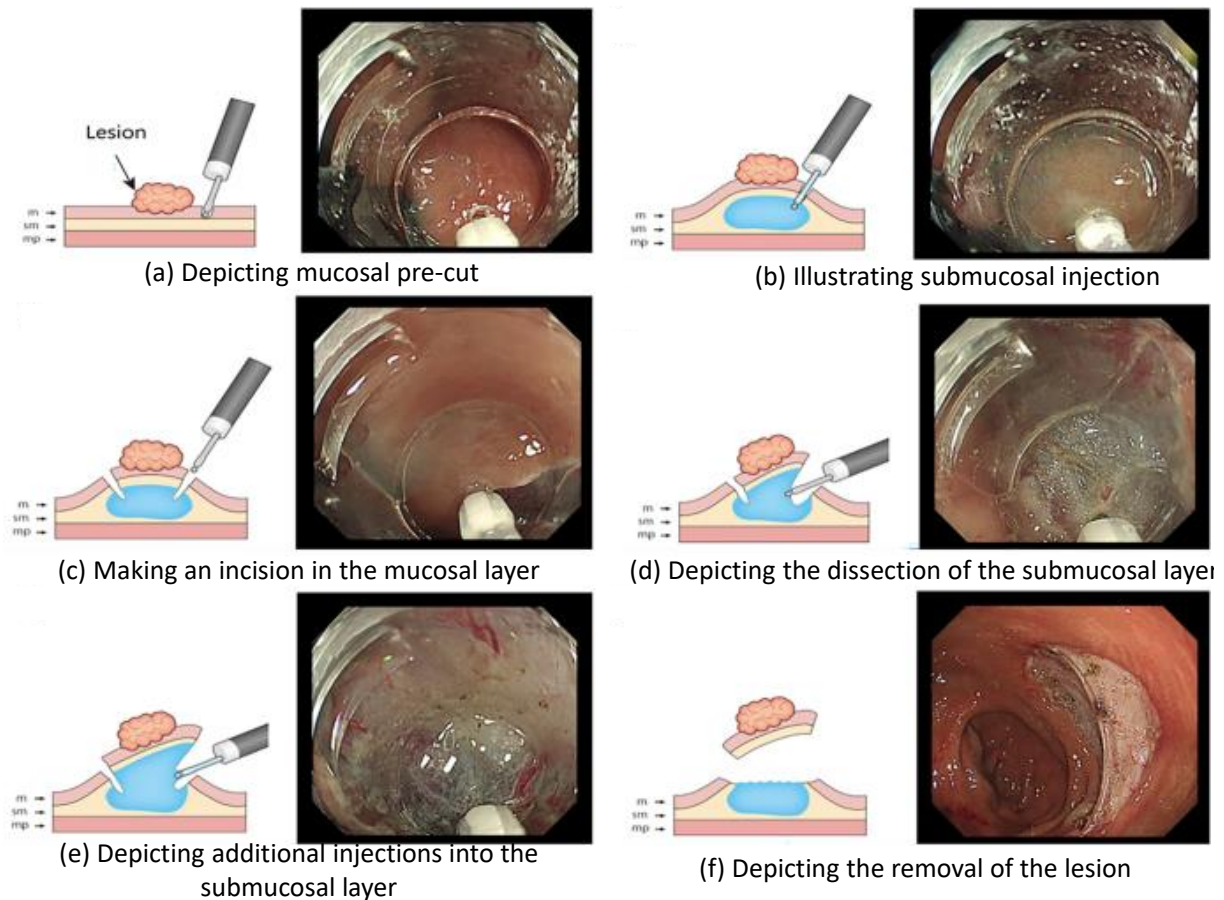 Lesion
m
sm
mp
(a) Depicting mucosal pre-cut
m
sm
mp
(b) Illustrating submucosal injection
m
sm
mp
(c) Making an incision in the mucosal layer
m
sm
mp
(d) Depicting the dissection of the submucosal layer
m
sm
mp
(e) Depicting additional injections into the
submucosal layer
m
sm
mp
(f) Depicting the removal of the lesion